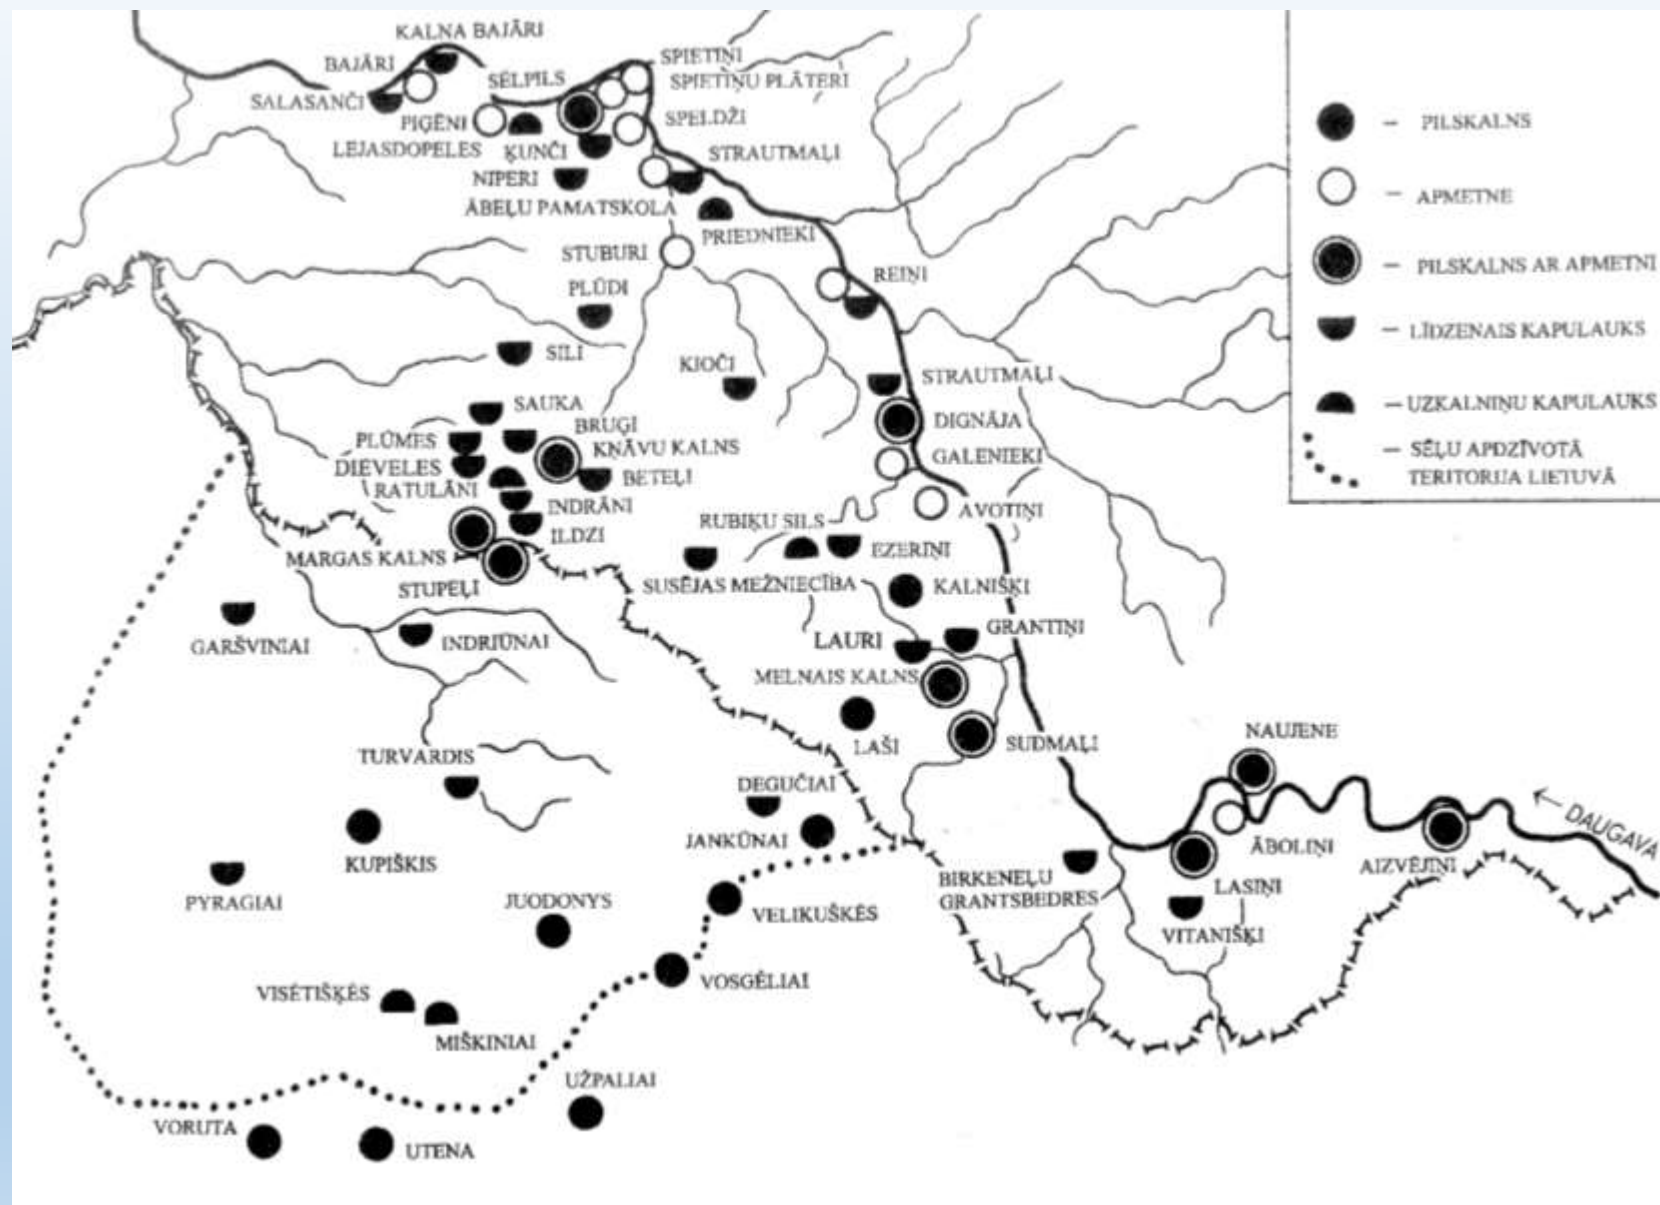 KALNA BAJĀRI
BAJĀRI
SALASANČI
SĒLPILS
SPIETIŅI
SPIETIŅU PLĀTERI
PIĢĒNI
SPELDŽI
LEJASDOPELES
ĶUNČI
STRAUTMAĻI
NIPERI
ĀBEĻU PAMATSKOLA
PRIEDNIEKI
STUBURI
REIŅI
PLŪDI
SILI
KIOČI
STRAUTMAĻI
SAUKA
BRUĢI
DIGNĀJA
PLŪMES
KŅĀVU KALNS
GALENIEKI
DIEVELES
BETEĻI
RATULĀNI
INDRĀNI
AVOTIŅI
RUBIĶU SILS
ILDZI
EZERIŅI
MARGAS KALNS
STUPEĻI
SUSĒJAS MEŽNIECĪBA
KALNIŠĶI
GARŠVINIAI
INDRIŪNAI
LAURI
GRANTIŅI
MELNAIS KALNS
LAŠI
SUDMAĻI
NAUJENE
TURVARDIS
DEGUČIAI
JANKŪNAI
KUPIŠKIS
ĀBOLIŅI
DAUGAVA
AIZVĒJIŅI
BIRKENEĻU
GRANTSBEDRES
LASIŅI
PYRAGIAI
JUODONYS
VELIKUŠKĖS
VITANIŠĶI
VOSGĖLIAI
VISĖTIŠĶĖS
MIŠKINIAI
UŽPALIAI
VORUTA
UTENA
– PILSKALNS
– APMETNE
– PILSKALNS AR APMETNI
– LĪDZENAIS KAPULAUKS
– UZKALNIŅU KAPULAUKS
– SĒĻU APDZĪVOTĀ
TERITORIJA LIETUVĀ